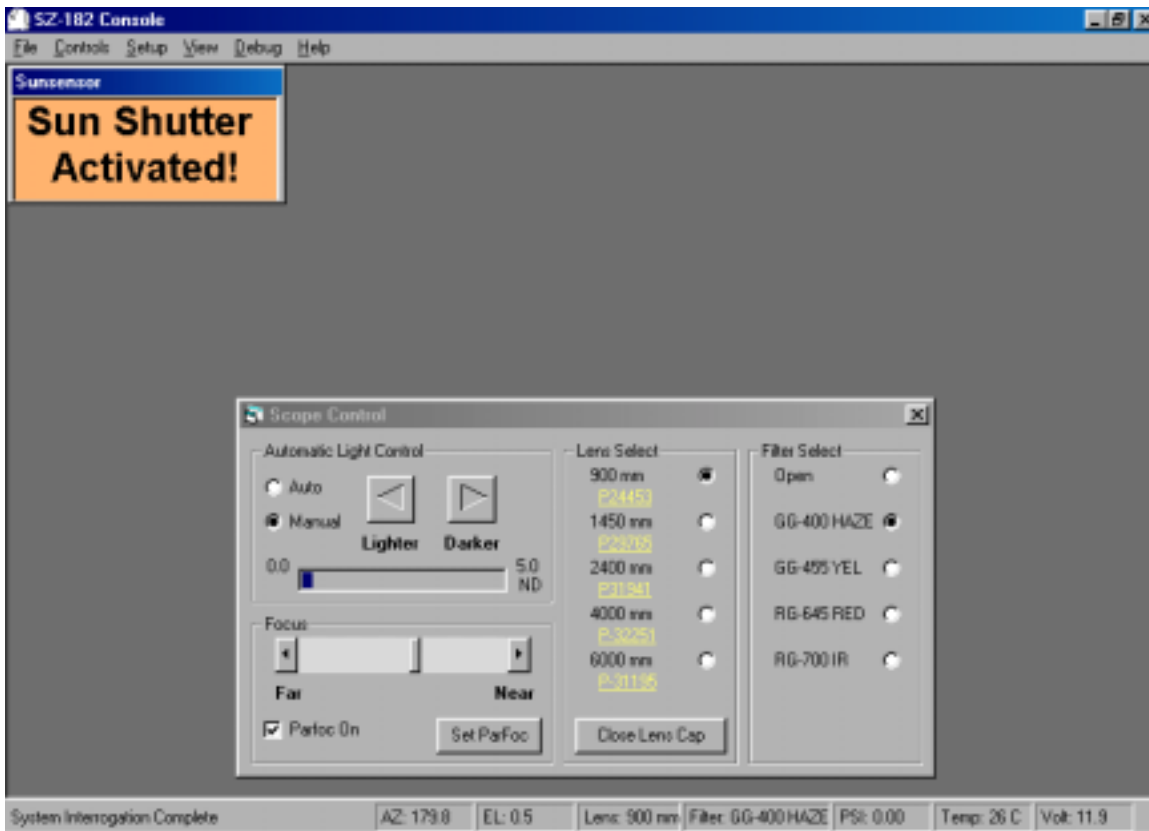 SZ-182 Console
File Controls Setup View Debug Help
Sunsensor
Sun Shutter
Activated!
Scope Control
Automatic Light Control
Auto
Manual
Lighter Darker
0.0 5.0
ND
Focus
Far Near
Parfoc On
Set ParFoc
Lens Select
900 mm
P24453
1450 mm
P29765
2400 mm
P31941
4000 mm
P-32251
6000 mm
P-31195
Close Lens Cap
Filter Select
Open
GG-400 HAZE
GG-455 YEL
RG-645 RED
RG-700 IR
System Interrogation Complete AZ: 179.8 EL: 0.5 Lens: 900 mm Filter: GG-400 HAZE PSI: 0.00 Temp: 26 C Volt: 11.9